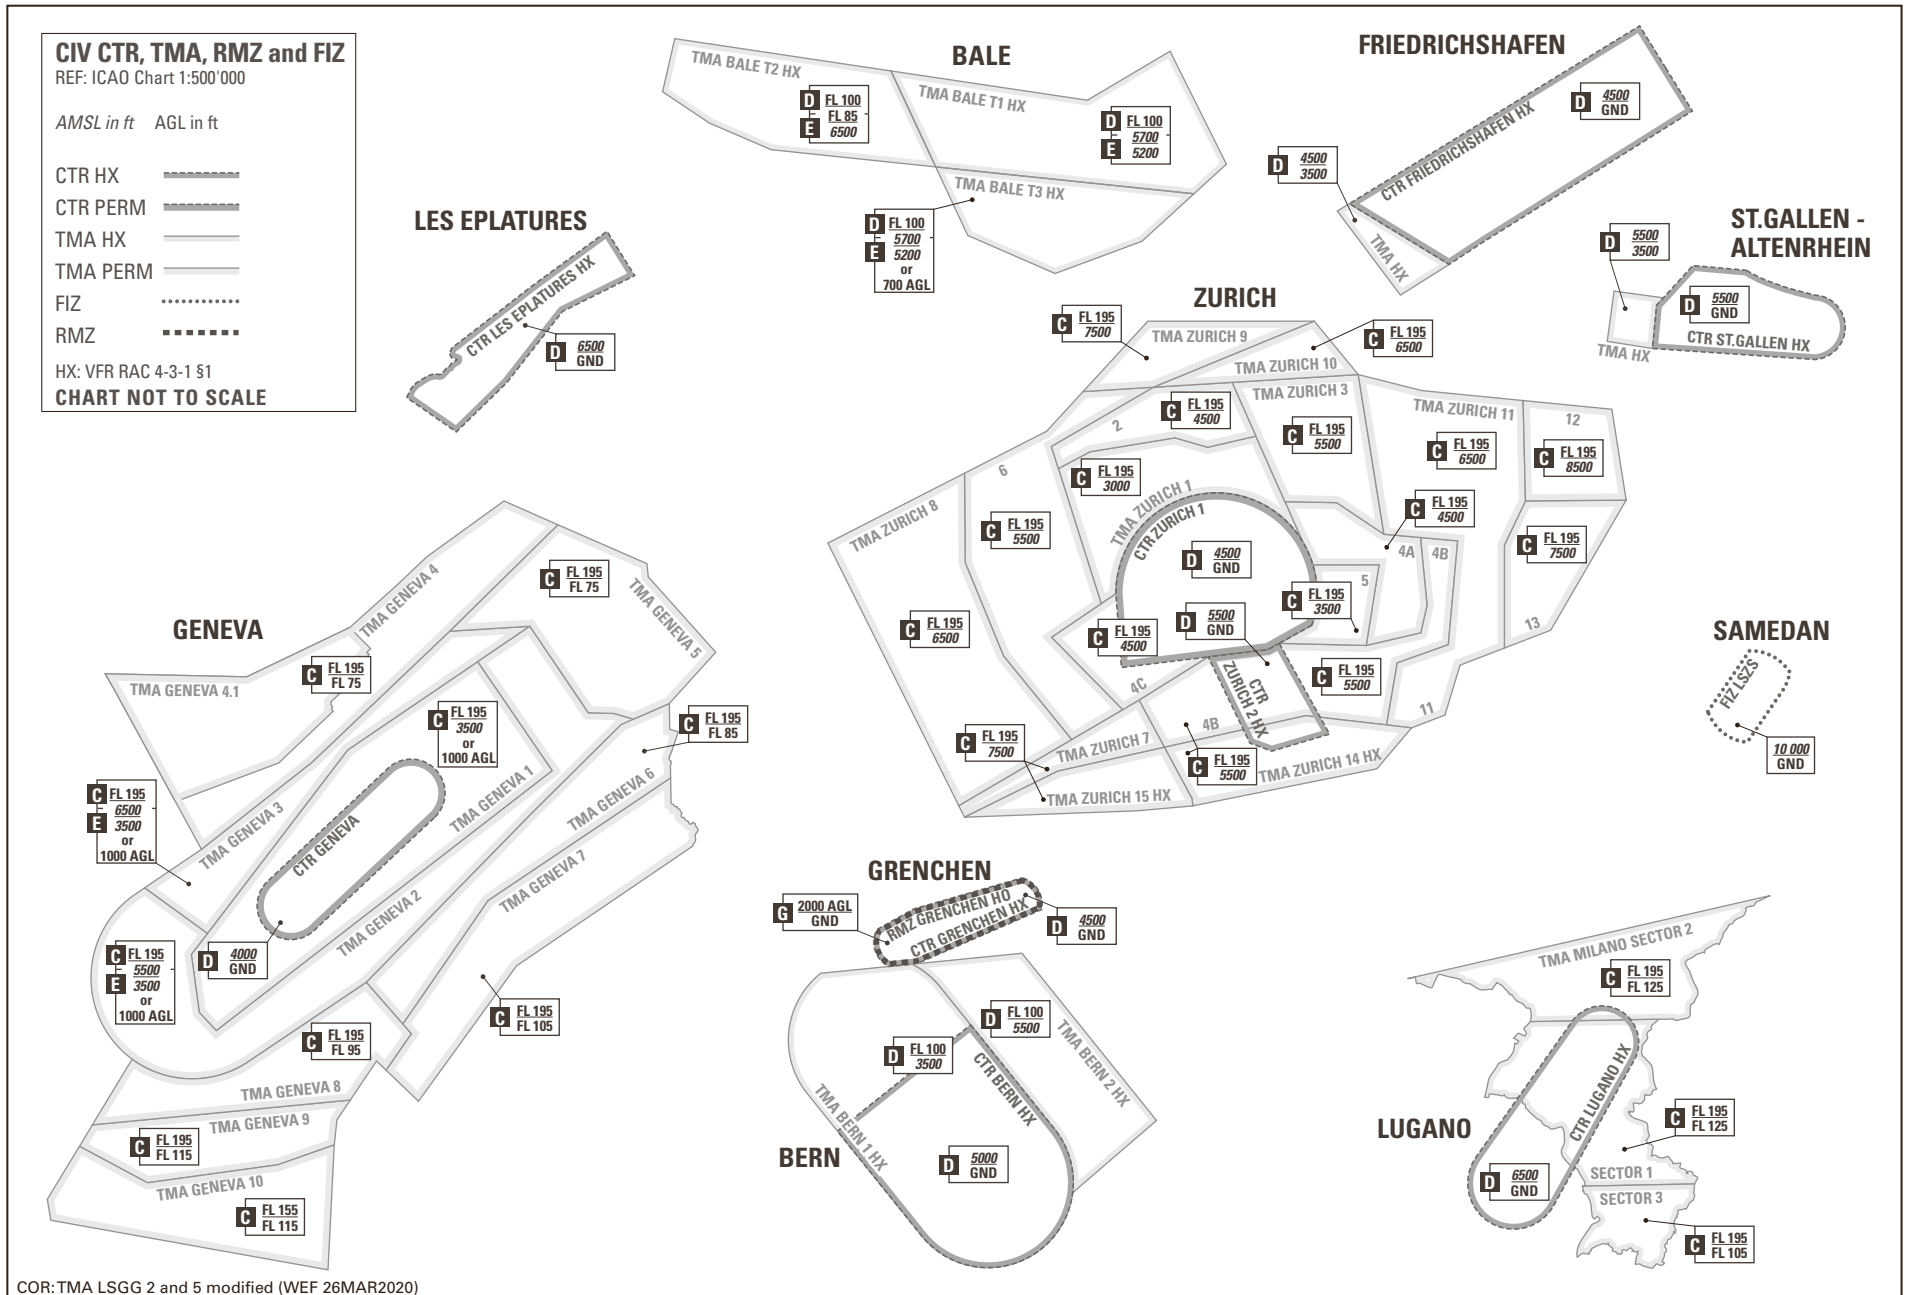 CIV CTR, TMA, RMZ and FIZ
REF: ICAO Chart 1:500'000
AMSL in ft AGL in ft
CTR HX
CTR PERM
TMA HX
TMA PERM
FIZ
RMZ
HX: VFR RAC 4-3-1 §1
CHART NOT TO SCALE
BALE
TMA BALE T2 HX
D FL 100
FL 85
E 6500
TMA BALE T1 HX
D FL 100
5700
E 5200
TMA BALE T3 HX
D FL 100
5700
E 5200
or
700 AGL
FRIEDRICHSHAFEN
CTR FRIEDRICHSHAFEN HX
D 4500
GND
D 4500
3500
TMA HX
ST.GALLEN -
ALTENRHEIN
D 5500
3500
D 5500
GND
CTR ST.GALLEN HX
TMA HX
LES EPLATURES
CTR LES EPLATURES HX
D 6500
GND
ZURICH
C FL 195
7500
TMA ZURICH 9
C FL 195
6500
TMA ZURICH 10
2
C FL 195
4500
TMA ZURICH 3
C FL 195
5500
TMA ZURICH 11
C FL 195
6500
12
C FL 195
8500
6
C FL 195
3000
TMA ZURICH 1
CTR ZURICH 1
TMA ZURICH 8
C FL 195
5500
C FL 195
4500
4A
4B
C FL 195
7500
D 4500
GND
5
C FL 195
3500
D 5500
GND
C FL 195
6500
C FL 195
4500
13
CTR
ZURICH 2 HX
C FL 195
5500
4C
11
4B
C FL 195
7500
TMA ZURICH 7
C FL 195
5500
TMA ZURICH 14 HX
TMA ZURICH 15 HX
SAMEDAN
FIZ LSZS
10 000
GND
GENEVA
TMA GENEVA 4
C FL 195
FL 75
TMA GENEVA 5
TMA GENEVA 4.1
C FL 195
FL 75
C FL 195
3500
or
1000 AGL
C FL 195
FL 85
C FL 195
6500
E 3500
or
1000 AGL
TMA GENEVA 3
CTR GENEVA
TMA GENEVA 1
TMA GENEVA 6
TMA GENEVA 7
TMA GENEVA 2
C FL 195
5500
E 3500
or
1000 AGL
D 4000
GND
C FL 195
FL 105
C FL 195
FL 95
TMA GENEVA 8
TMA GENEVA 9
C FL 195
FL 115
TMA GENEVA 10
C FL 155
FL 115
GRENCHEN
G 2000 AGL
GND
RMZ GRENCHEN HO
CTR GRENCHEN HX
D 4500
GND
D FL 100
5500
D FL 100
3500
TMA BERN 2 HX
CTR BERN HX
TMA BERN 1 HX
BERN
D 5000
GND
TMA MILANO SECTOR 2
C FL 195
FL 125
LUGANO
CTR LUGANO HX
C FL 195
FL 125
D 6500
GND
SECTOR 1
SECTOR 3
C FL 195
FL 105
COR: TMA LSGG 2 and 5 modified (WEF 26MAR2020)